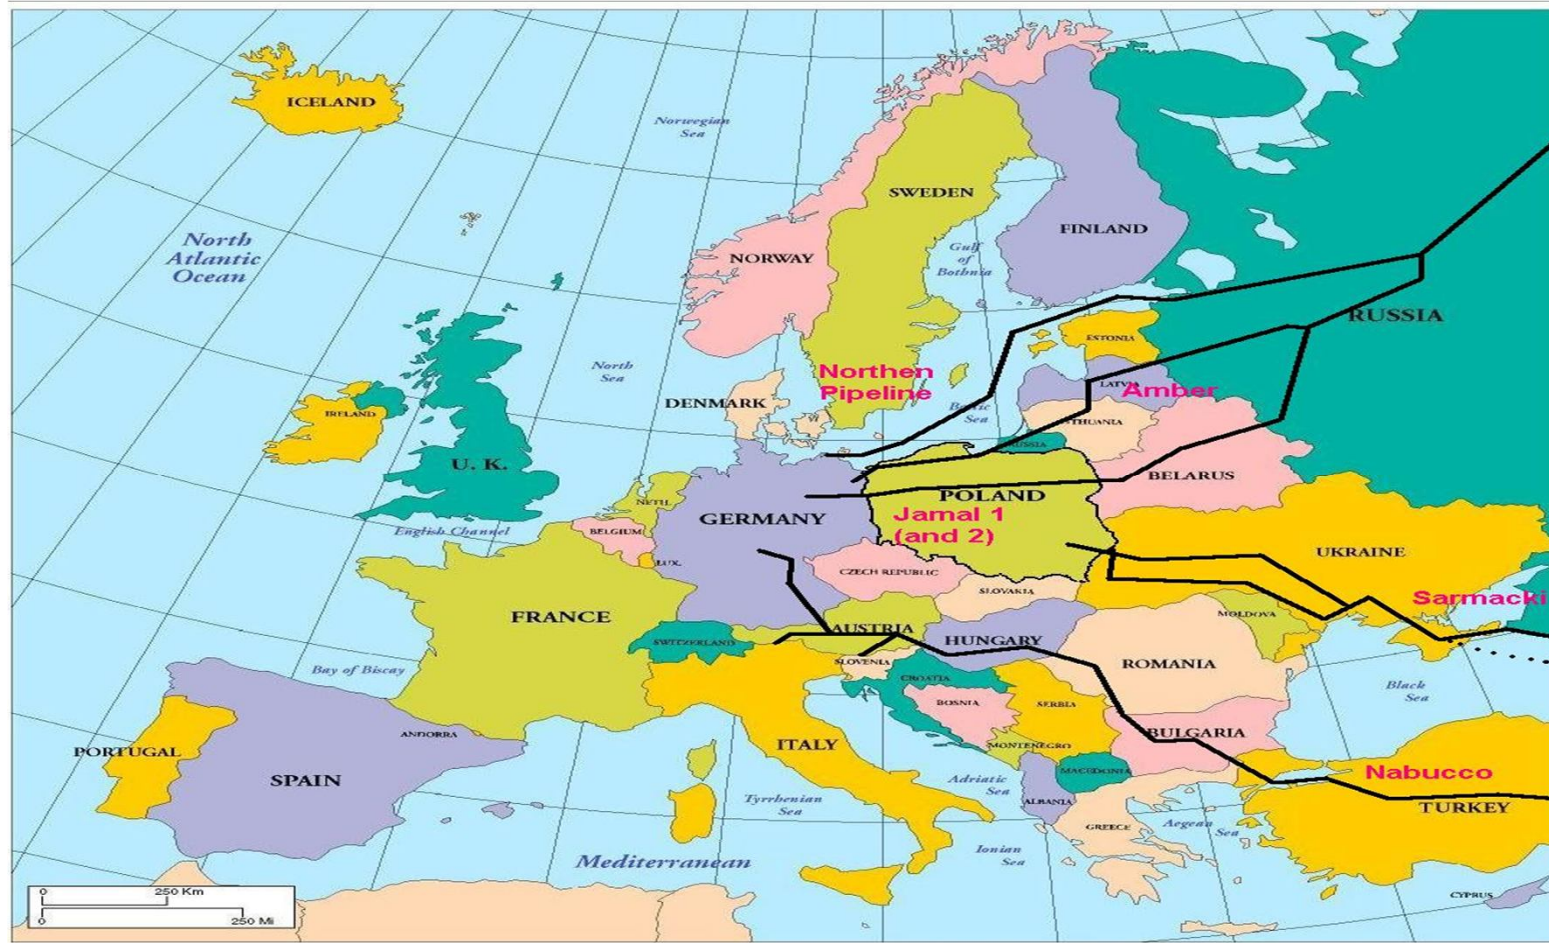 ICELAND
Norwegian
Sea
SWEDEN
FINLAND
North
Atlantic
Ocean
NORWAY
Gulf
of
Bothnia
RUSSIA
ESTONIA
North
Sea
Northen
Pipeline
LATVIA
Amber
DENMARK
Baltic
Sea
IRELAND
THUANIA
RUSSIA
U. K.
BELARUS
POLAND
NETH.
GERMANY
Jamal 1
(and 2)
English Channel
BELGIUM
UKRAINE
LUX.
CZECH REPUBLIC
SLOVAKIA
Sarmacki
FRANCE
MOLDOVA
AUSTRIA
HUNGARY
SWITZERLAND
SLOVENIA
ROMANIA
Bay of Biscay
CROATIA
Black
Sea
BOSNIA
SERBIA
ANDORRA
BULGARIA
PORTUGAL
ITALY
MONTENEGRO
SPAIN
MACEDONIA
Nabucco
Adriatic
Sea
ALBANIA
Tyrrhenian
Sea
TURKEY
GREECE
Aegean
Sea
Ionian
Sea
Mediterranean
CYPRUS
0 250 Km
0 250 Mi